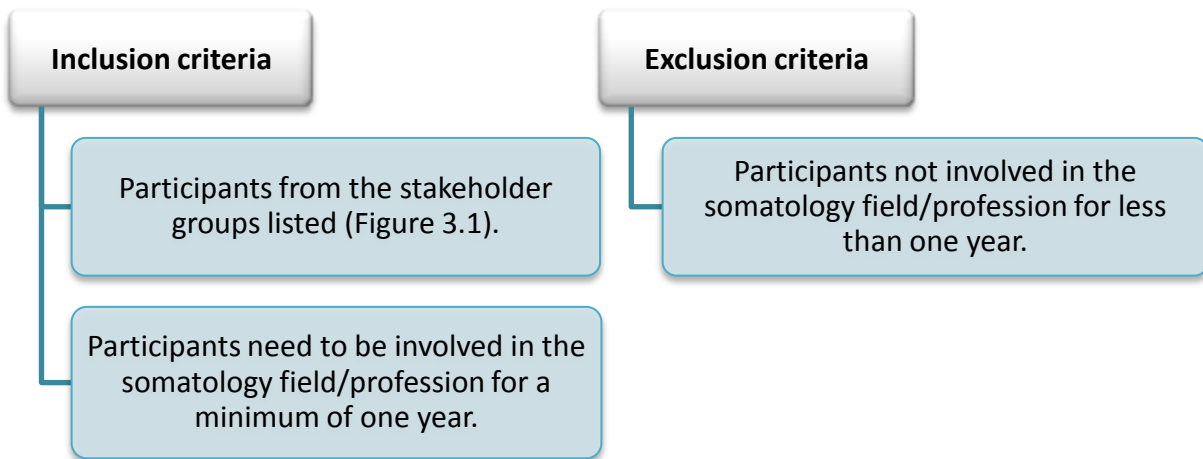 Inclusion criteria
Participants from the stakeholder
groups listed (Figure 3.1).
Participants need to be involved in the
somatology field/profession for a
minimum of one year.
Exclusion criteria
Participants not involved in the
somatology field/profession for less
than one year.